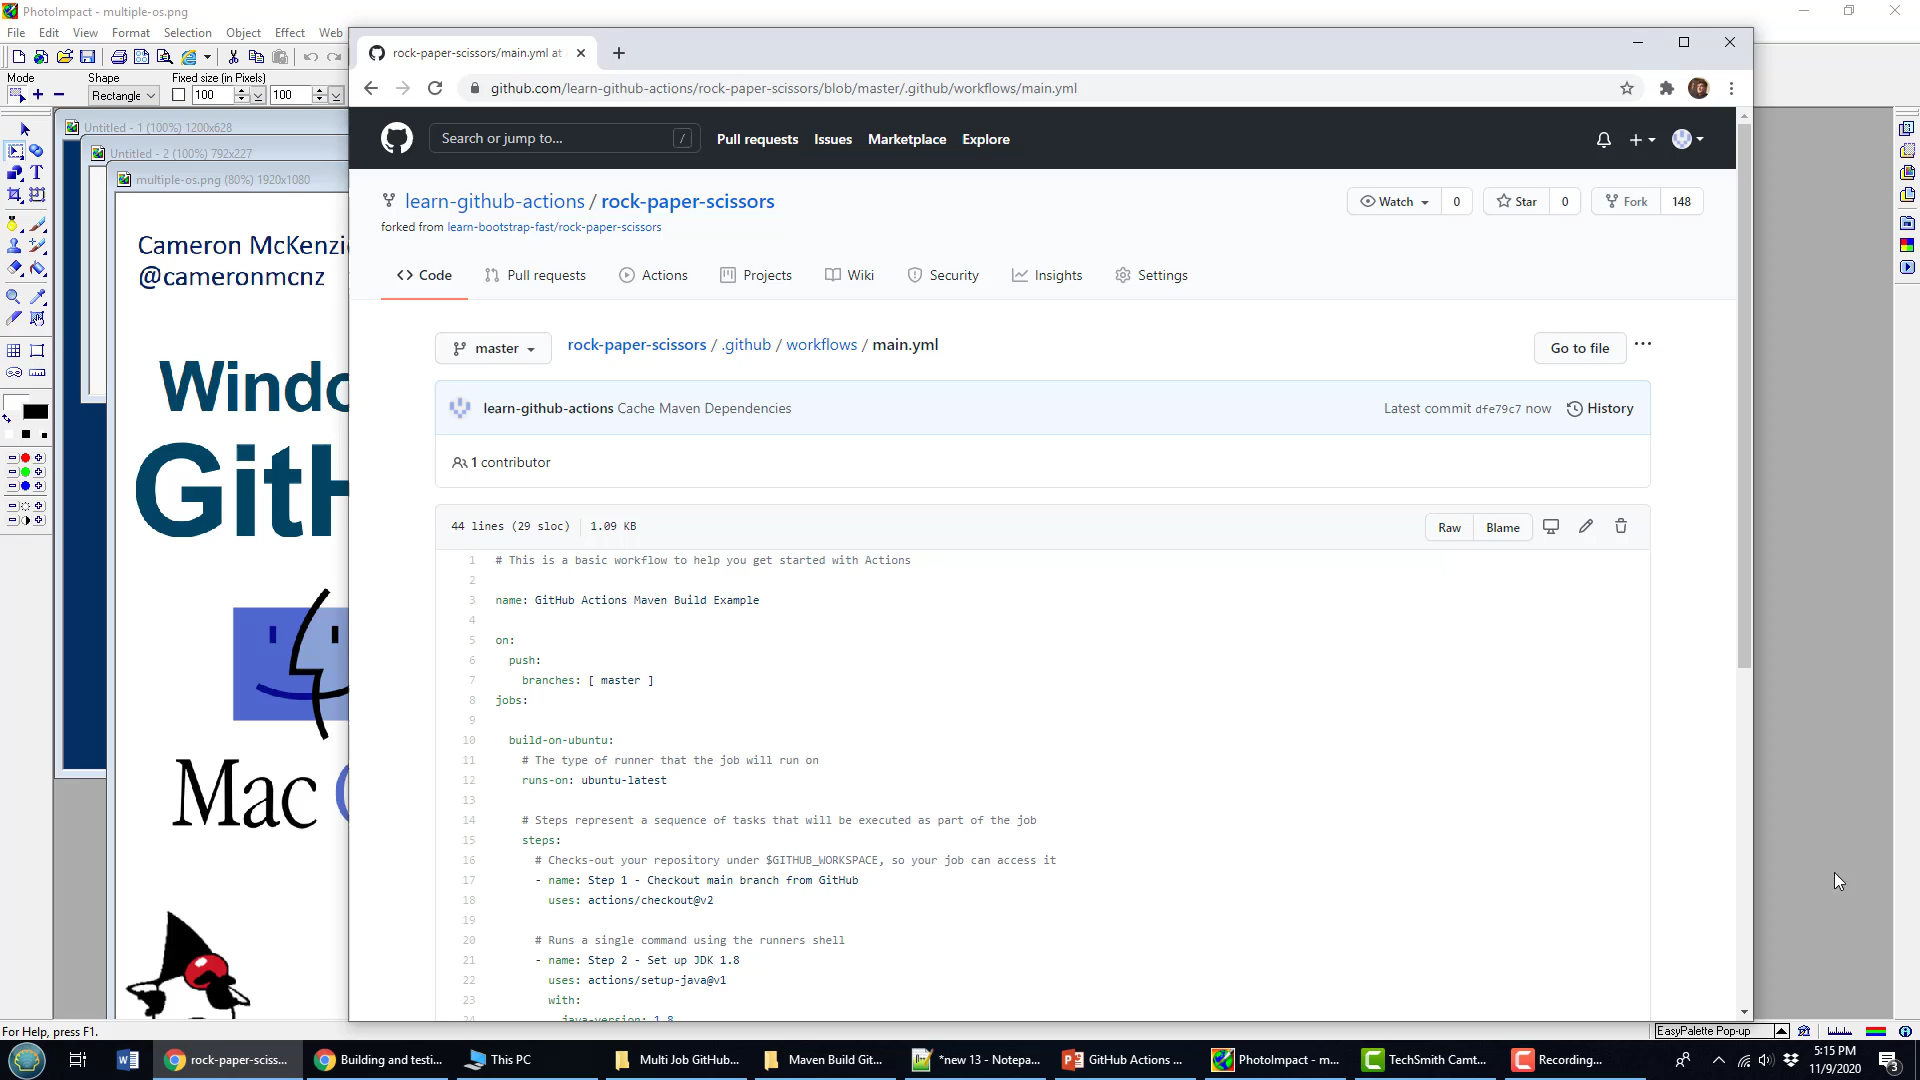 PhotoImpact - multiple-os.png
File Edit View Format Selection Object Effect Web
Mode Shape Fixed size (in Pixels)
Rectangle 100 100
Untitled - 1 (100%) 1200x628
Untitled - 2 (100%) 792x227
multiple-os.png (80%) 1920x1080
Cameron McKenzi
@cameronmcnz
Windo
GitH
Mac
rock-paper-scissors/main.yml at
github.com/learn-github-actions/rock-paper-scissors/blob/master/.github/workflows/main.yml
Search or jump to... / Pull requests Issues Marketplace Explore
learn-github-actions / rock-paper-scissors
Watch 0 Star 0 Fork 148
forked from learn-bootstrap-fast/rock-paper-scissors
<> Code Pull requests Actions Projects Wiki Security Insights Settings
master rock-paper-scissors / .github / workflows / main.yml Go to file ...
learn-github-actions Cache Maven Dependencies Latest commit dfe79c7 now History
1 contributor
44 lines (29 sloc) 1.09 KB Raw Blame
1 # This is a basic workflow to help you get started with Actions
2
3 name: GitHub Actions Maven Build Example
4
5 on:
6 push:
7 branches: [ master ]
8 jobs:
9
10 build-on-ubuntu:
11 # The type of runner that the job will run on
12 runs-on: ubuntu-latest
13
14 # Steps represent a sequence of tasks that will be executed as part of the job
15 steps:
16 # Checks-out your repository under $GITHUB_WORKSPACE, so your job can access it
17 - name: Step 1 - Checkout main branch from GitHub
18 uses: actions/checkout@v2
19
20 # Runs a single command using the runners shell
21 - name: Step 2 - Set up JDK 1.8
22 uses: actions/setup-java@v1
23 with:
24 java-version: 1.8
For Help, press F1.
EasyPalette Pop-up
rock-paper-sciss... Building and testi... This PC Multi Job GitHub... Maven Build Git... *new 13 - Notepa... GitHub Actions ... PhotoImpact - m... TechSmith Camt... Recording...
5:15 PM
11/9/2020
3